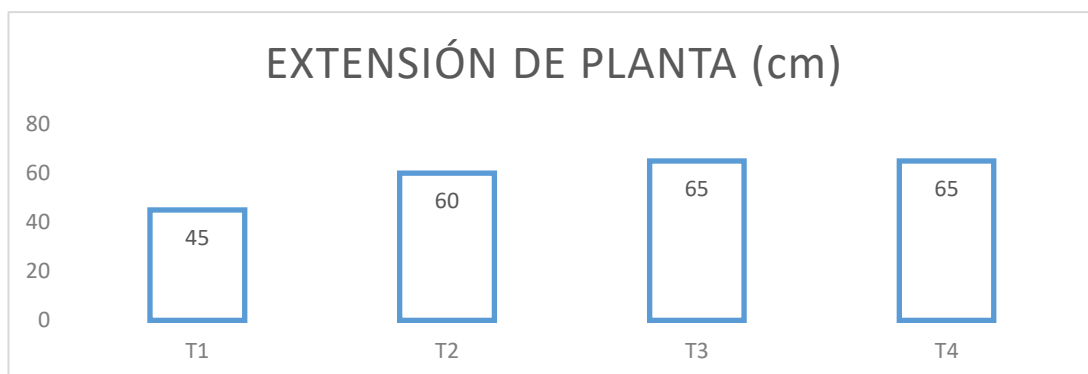 EXTENSIÓN DE PLANTA (cm)
80
60
40
20
0
45
60
65
65
T1
T2
T3
T4